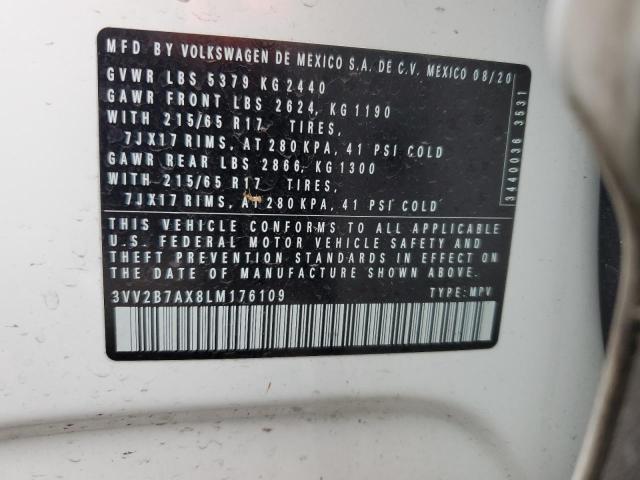 MFD BY VOLKSWAGEN DE MEXICO S.A. DE C.V. MEXICO 08/20
GVWR LBS 5379 KG 2440
GAWR FRONT LBS 2624, KG 1190
WITH 215/65 R17 TIRES,
7JX17 RIMS, AT 280 KPA, 41 PSI COLD
GAWR REAR LBS 2866, KG 1300
WITH 215/65 R17 TIRES,
7JX17 RIMS, AT 280 KPA, 41 PSI COLD
3440036 3531
THIS VEHICLE CONFORMS TO ALL APPLICABLE
U.S. FEDERAL MOTOR VEHICLE SAFETY AND
THEFT PREVENTION STANDARDS IN EFFECT ON
THE DATE OF MANUFACTURE SHOWN ABOVE.
3VV2B7AX8LM176109 TYPE: MPV